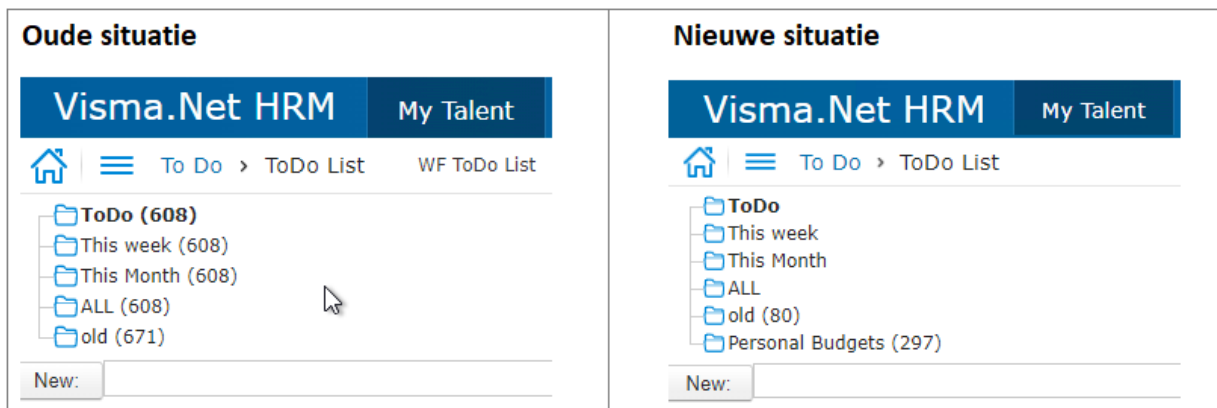 Oude situatie
Visma.Net HRM My Talent
To Do > ToDo List WF ToDo List
ToDo (608)
This week (608)
This Month (608)
ALL (608)
old (671)
New:
Nieuwe situatie
Visma.Net HRM My Talent
To Do > ToDo List
ToDo
This week
This Month
ALL
old (80)
Personal Budgets (297)
New: